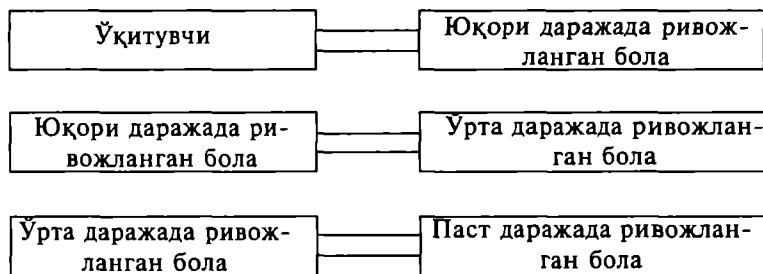 Ўқитувчи
Юқори даражада ривож-
ланган бола
Юқори даражада ри-
вожланган бола
Ўрта даражада ривожлан-
ган бола
Ўрта даражада ривож-
ланган бола
Паст даражада ривожлан-
ган бола